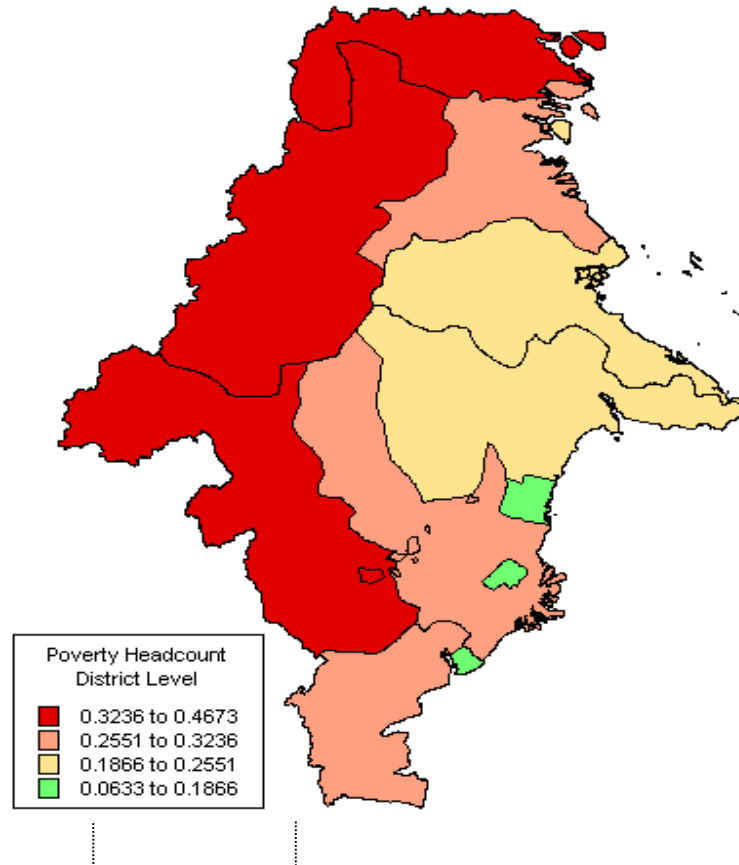 Poverty Headcount
District Level
0.3236 to 0.4673
0.2551 to 0.3236
0.1866 to 0.2551
0.0633 to 0.1866